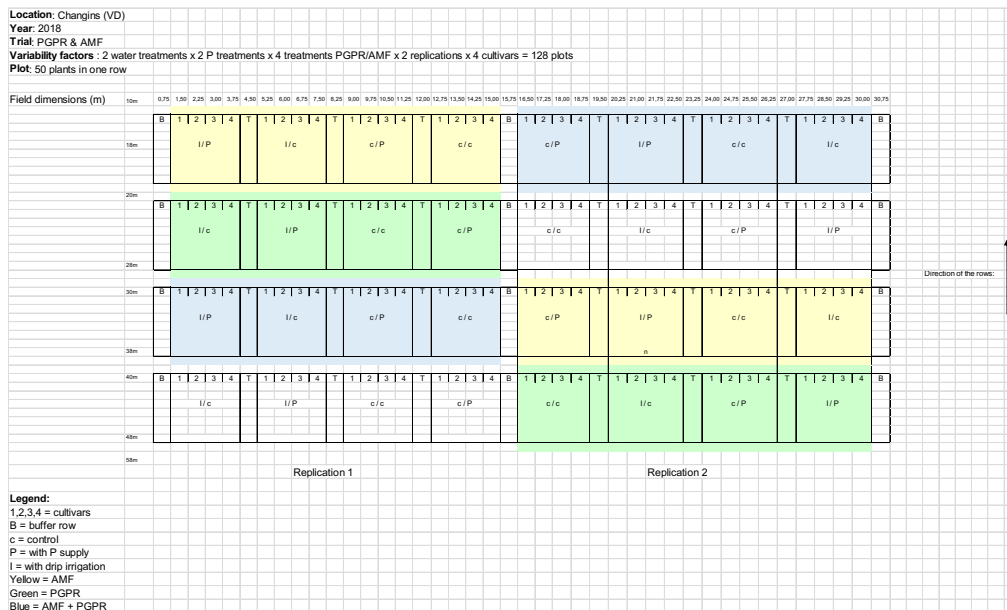 Location: Changins (VD)
Year: 2018
Trial: PGPR & AMF
Variability factors : 2 water treatments x 2 P treatments x 4 treatments PGPR/AMF x 2 replications x 4 cultivars = 128 plots
Plot: 50 plants in one row
Field dimensions (m) 10m 0,75 1,50 2,25 3,00 3,75 4,50 5,25 6,00 6,75 7,50 8,25 9,00 9,75 10,50 11,25 12,00 12,75 13,50 14,25 15,00 15,75 16,50 17,25 18,00 18,75 19,50 20,25 21,00 21,75 22,50 23,25 24,00 24,75 25,50 26,25 27,00 27,75 28,50 29,25 30,00 30,75
B 1 2 3 4 T 1 2 3 4 T 1 2 3 4 T 1 2 3 4 B 1 2 3 4 T 1 2 3 4 T 1 2 3 4 T 1 2 3 4 B
18m I / P I / c c / P c / c c / P I / P c / c I / c
20m
B 1 2 3 4 T 1 2 3 4 T 1 2 3 4 T 1 2 3 4 B 1 2 3 4 T 1 2 3 4 T 1 2 3 4 T 1 2 3 4 B
I / c I / P c / c c / P c / c I / c c / P I / P
28m
Direction of the rows:
30m B 1 2 3 4 T 1 2 3 4 T 1 2 3 4 T 1 2 3 4 B 1 2 3 4 T 1 2 3 4 T 1 2 3 4 T 1 2 3 4 B
I / P I / c c / P c / c c / P I / P c / c I / c
38m n
40m B 1 2 3 4 T 1 2 3 4 T 1 2 3 4 T 1 2 3 4 B 1 2 3 4 T 1 2 3 4 T 1 2 3 4 T 1 2 3 4 B
I / c I / P c / c c / P c / c I / c c / P I / P
48m
58m
Replication 1 Replication 2
Legend:
1,2,3,4 = cultivars
B = buffer row
c = control
P = with P supply
I = with drip irrigation
Yellow = AMF
Green = PGPR
Blue = AMF + PGPR